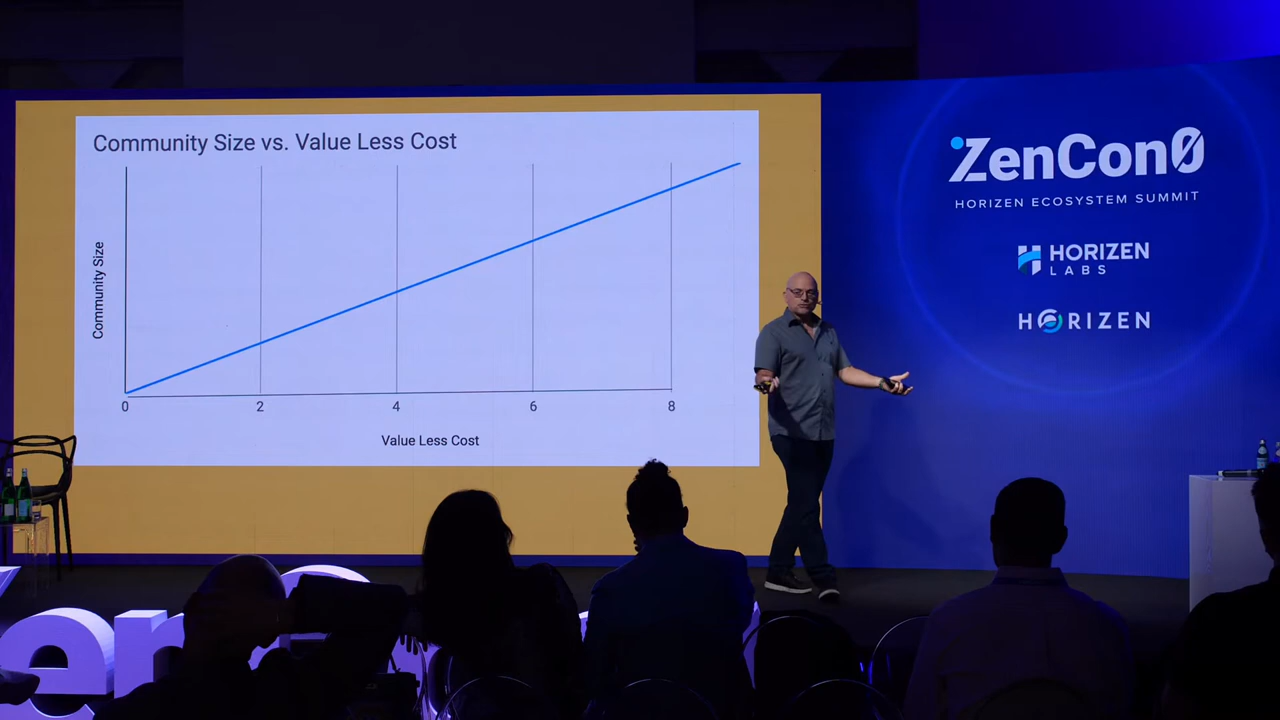 Community Size vs. Value Less Cost
Community Size
0 2 4 6 8
Value Less Cost
ZenCon0
HORIZEN ECOSYSTEM SUMMIT
HORIZEN
LABS
HORIZEN